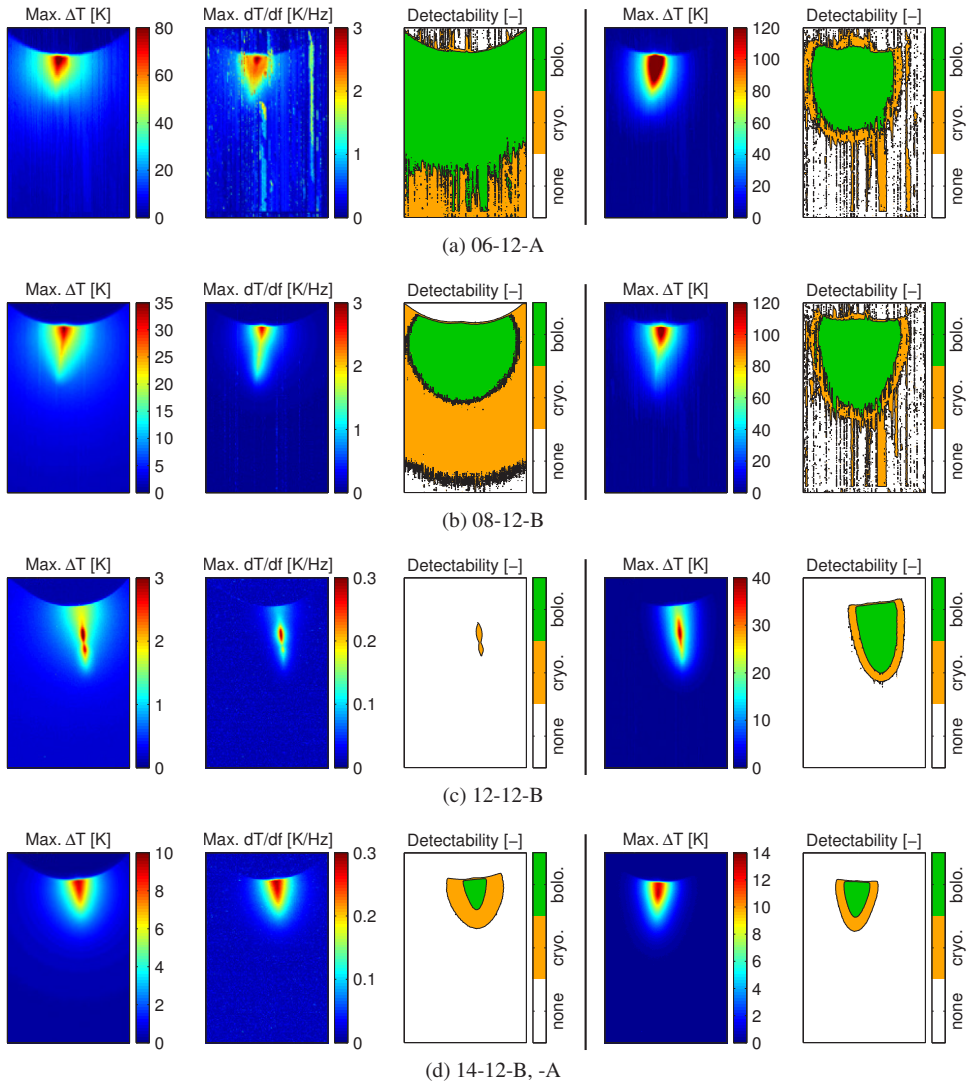 Max. ΔT [K] Max. dT/df [K/Hz] Detectability [–] Max. ΔT [K] Detectability [–]
80 3 bolo. 120 bolo.
100
60 2 80
40 cryo. 60 cryo.
1 40
20 none 20 none
0 0 0
(a) 06-12-A
Max. ΔT [K] Max. dT/df [K/Hz] Detectability [–] Max. ΔT [K] Detectability [–]
35 3 bolo. 120 bolo.
30 100
25 2 80
20 cryo. 60 cryo.
15 1 40
10 none 20 none
5
0 0 0
(b) 08-12-B
Max. ΔT [K] Max. dT/df [K/Hz] Detectability [–] Max. ΔT [K] Detectability [–]
3 0.3 bolo. 40 bolo.
2 0.2 30
cryo. 20 cryo.
1 0.1 10
none none
0 0 0
(c) 12-12-B
Max. ΔT [K] Max. dT/df [K/Hz] Detectability [–] Max. ΔT [K] Detectability [–]
10 0.3 bolo. 14 bolo.
12
8 0.2 10
6 cryo. 8 cryo.
4 0.1 6
4
2 none 2 none
0 0 0
(d) 14-12-B, -A